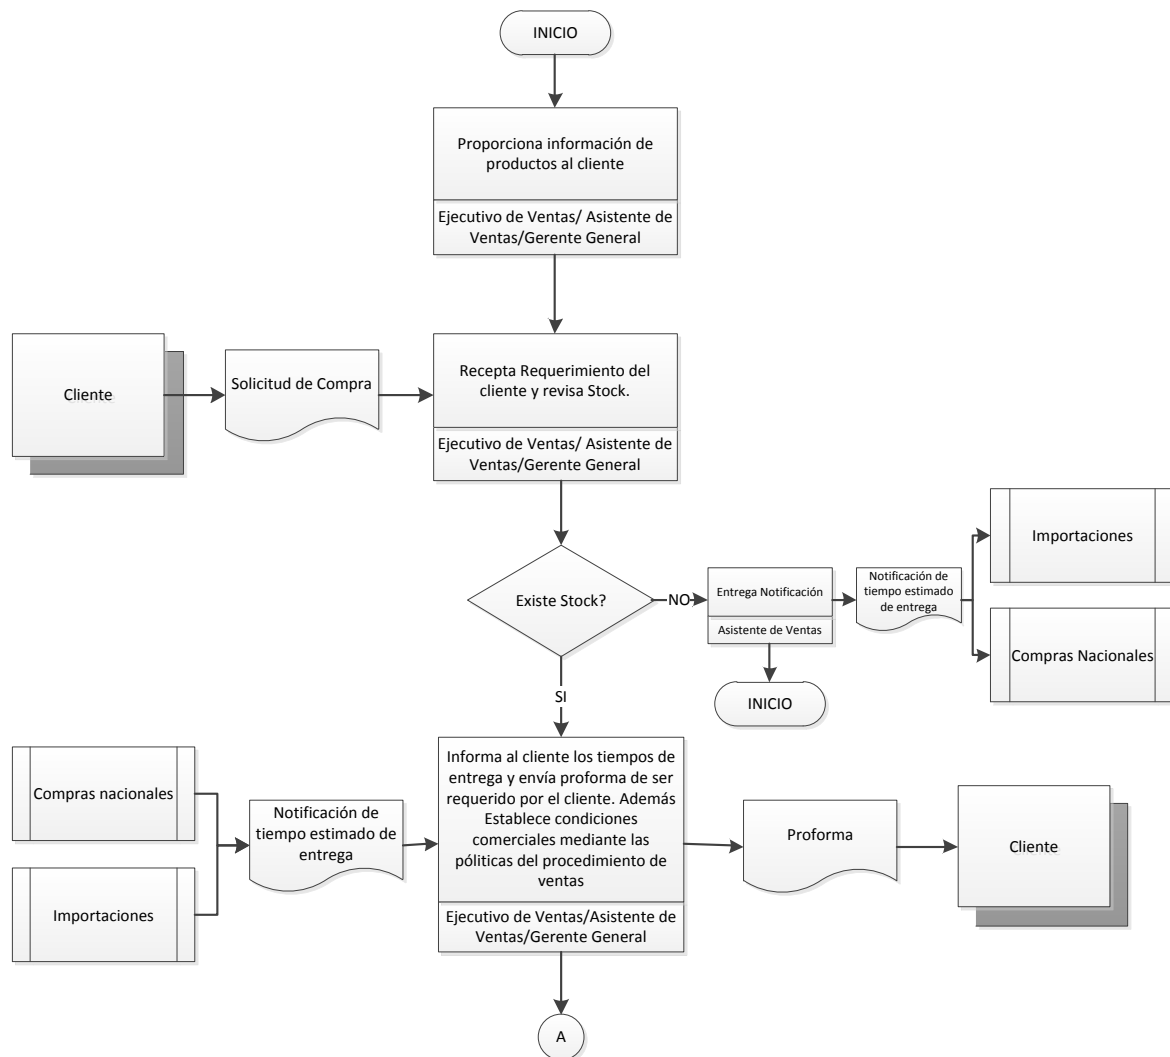 INICIO
Proporciona información de
productos al cliente
Ejecutivo de Ventas/ Asistente de
Ventas/Gerente General
Cliente
Solicitud de Compra
Recepta Requerimiento del
cliente y revisa Stock.
Ejecutivo de Ventas/ Asistente de
Ventas/Gerente General
Existe Stock?
NO
Entrega Notificación
Asistente de Ventas
INICIO
Notificación de
tiempo estimado
de entrega
Importaciones
Compras Nacionales
SI
Compras nacionales
Importaciones
Notificación de
tiempo estimado de
entrega
Informa al cliente los tiempos de
entrega y envía proforma de ser
requerido por el cliente. Además
Establece condiciones
comerciales mediante las
póliticas del procedimiento de
ventas
Ejecutivo de Ventas/Asistente de
Ventas/Gerente General
Proforma
Cliente
A